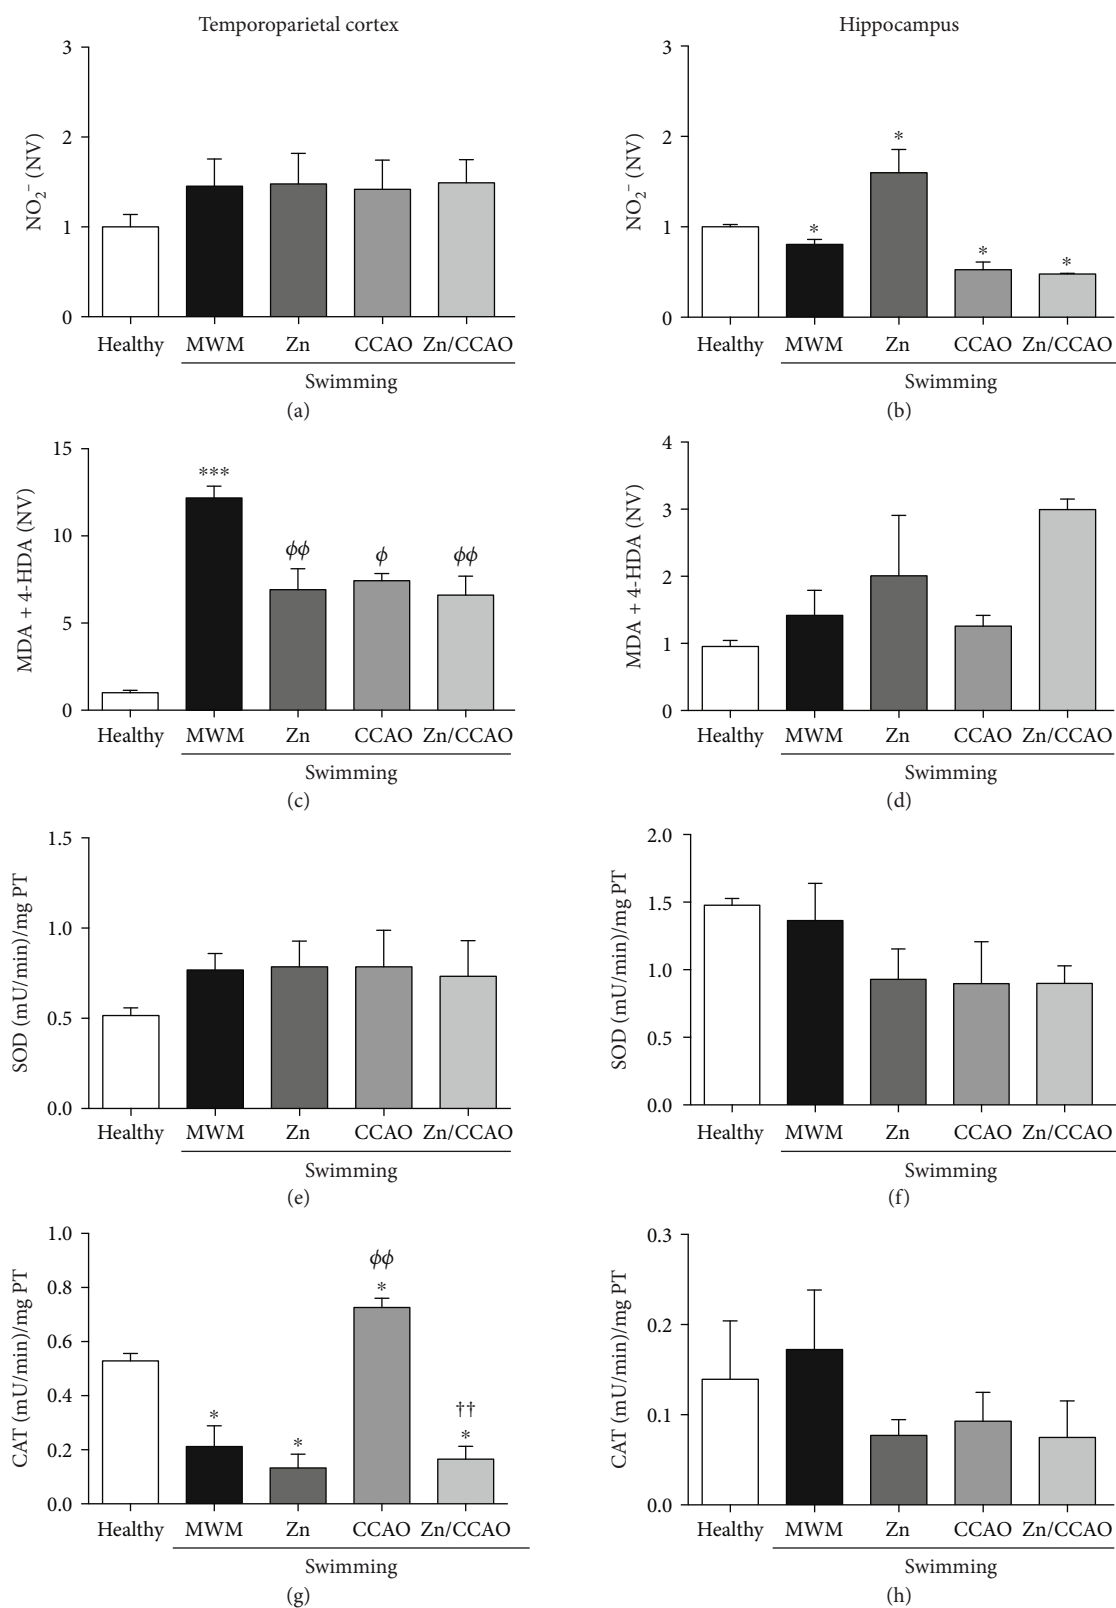 Temporoparietal cortex
Hippocampus
NO₂⁻ (NV)
3
2
1
0
Healthy MWM Zn CCAO Zn/CCAO
Swimming
(a)
NO₂⁻ (NV)
3
2
1
0
*
*
*
*
Healthy MWM Zn CCAO Zn/CCAO
Swimming
(b)
MDA + 4-HDA (NV)
15
10
5
0
***
ϕϕ
ϕ
ϕϕ
Healthy MWM Zn CCAO Zn/CCAO
Swimming
(c)
MDA + 4-HDA (NV)
4
3
2
1
0
Healthy MWM Zn CCAO Zn/CCAO
Swimming
(d)
SOD (mU/min)/mg PT
1.5
1.0
0.5
0.0
Healthy MWM Zn CCAO Zn/CCAO
Swimming
(e)
SOD (mU/min)/mg PT
2.0
1.5
1.0
0.5
0.0
Healthy MWM Zn CCAO Zn/CCAO
Swimming
(f)
CAT (mU/min)/mg PT
1.0
0.8
0.6
0.4
0.2
0.0
*
*
ϕϕ
*
††
*
Healthy MWM Zn CCAO Zn/CCAO
Swimming
(g)
CAT (mU/min)/mg PT
0.3
0.2
0.1
0.0
Healthy MWM Zn CCAO Zn/CCAO
Swimming
(h)